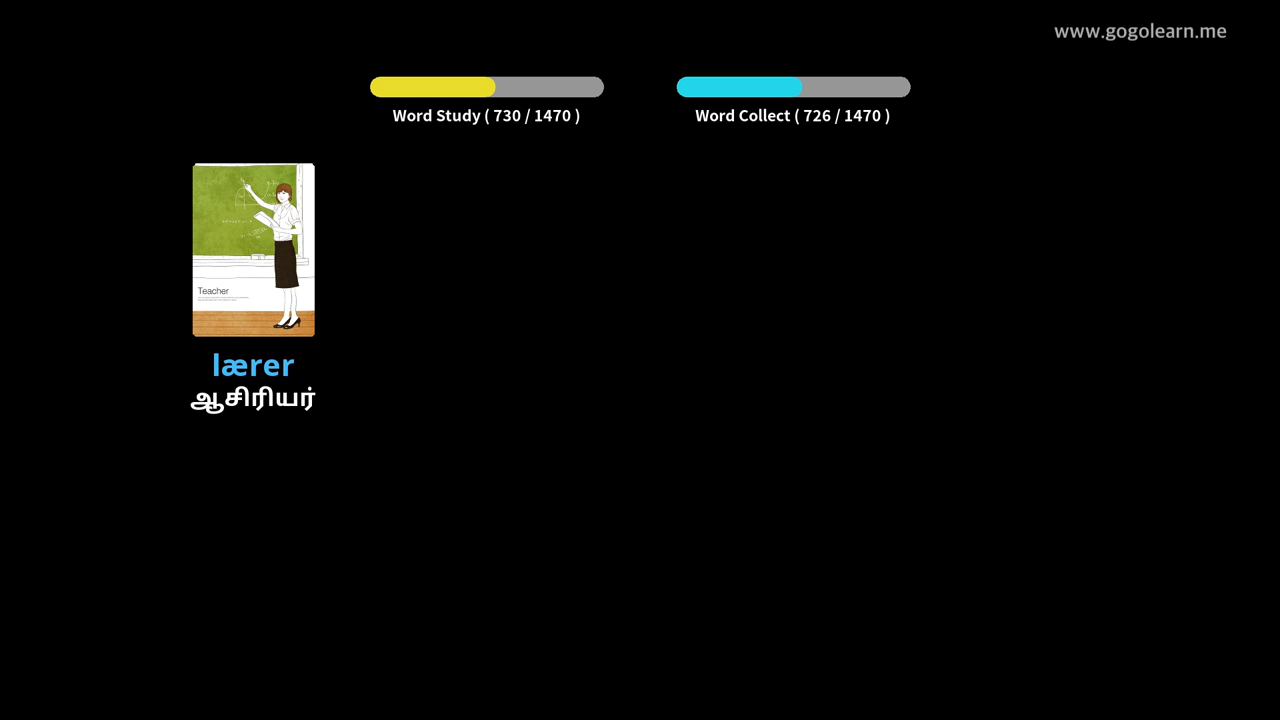 www.gogolearn.me
Word Study ( 730 / 1470 )
Word Collect ( 726 / 1470 )
Teacher
lærer
ஆசிரியர்